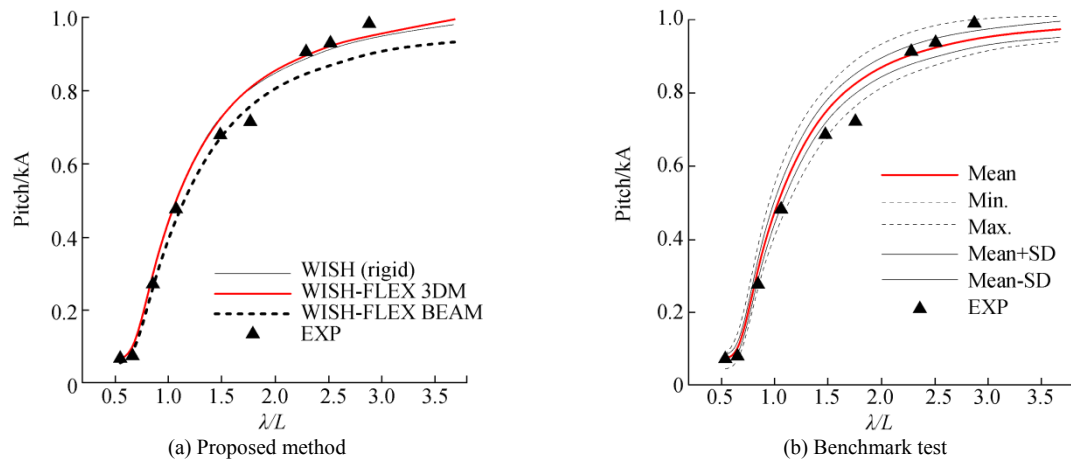 1.0
0.8
0.6
0.4
0.2
0
Pitch/kA
WISH (rigid)
WISH-FLEX 3DM
WISH-FLEX BEAM
EXP
0.5 1.0 1.5 2.0 2.5 3.0 3.5
λ/L
(a) Proposed method
1.0
0.8
0.6
0.4
0.2
0
Pitch/kA
Mean
Min.
Max.
Mean+SD
Mean-SD
EXP
0.5 1.0 1.5 2.0 2.5 3.0 3.5
λ/L
(b) Benchmark test